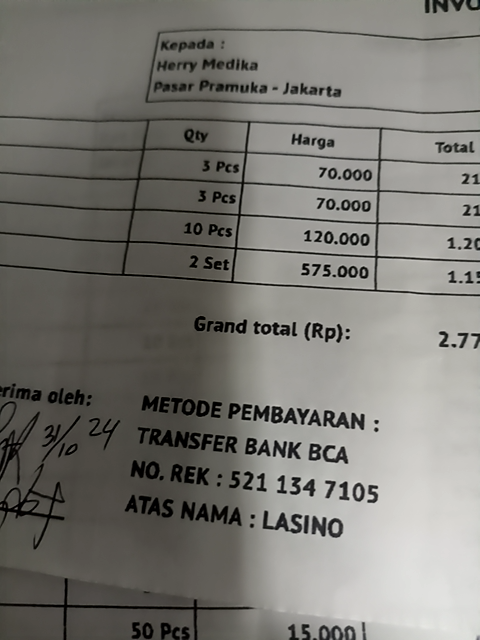 INVO
Kepada :
Herry Medika
Pasar Pramuka - Jakarta
Qty Harga Total
3 Pcs 70.000 21
3 Pcs 70.000 21
10 Pcs 120.000 1.20
2 Set 575.000 1.15
Grand total (Rp): 2.77
erima oleh:
31/10 24
METODE PEMBAYARAN :
TRANSFER BANK BCA
NO. REK : 521 134 7105
ATAS NAMA : LASINO
50 Pcs 15.000